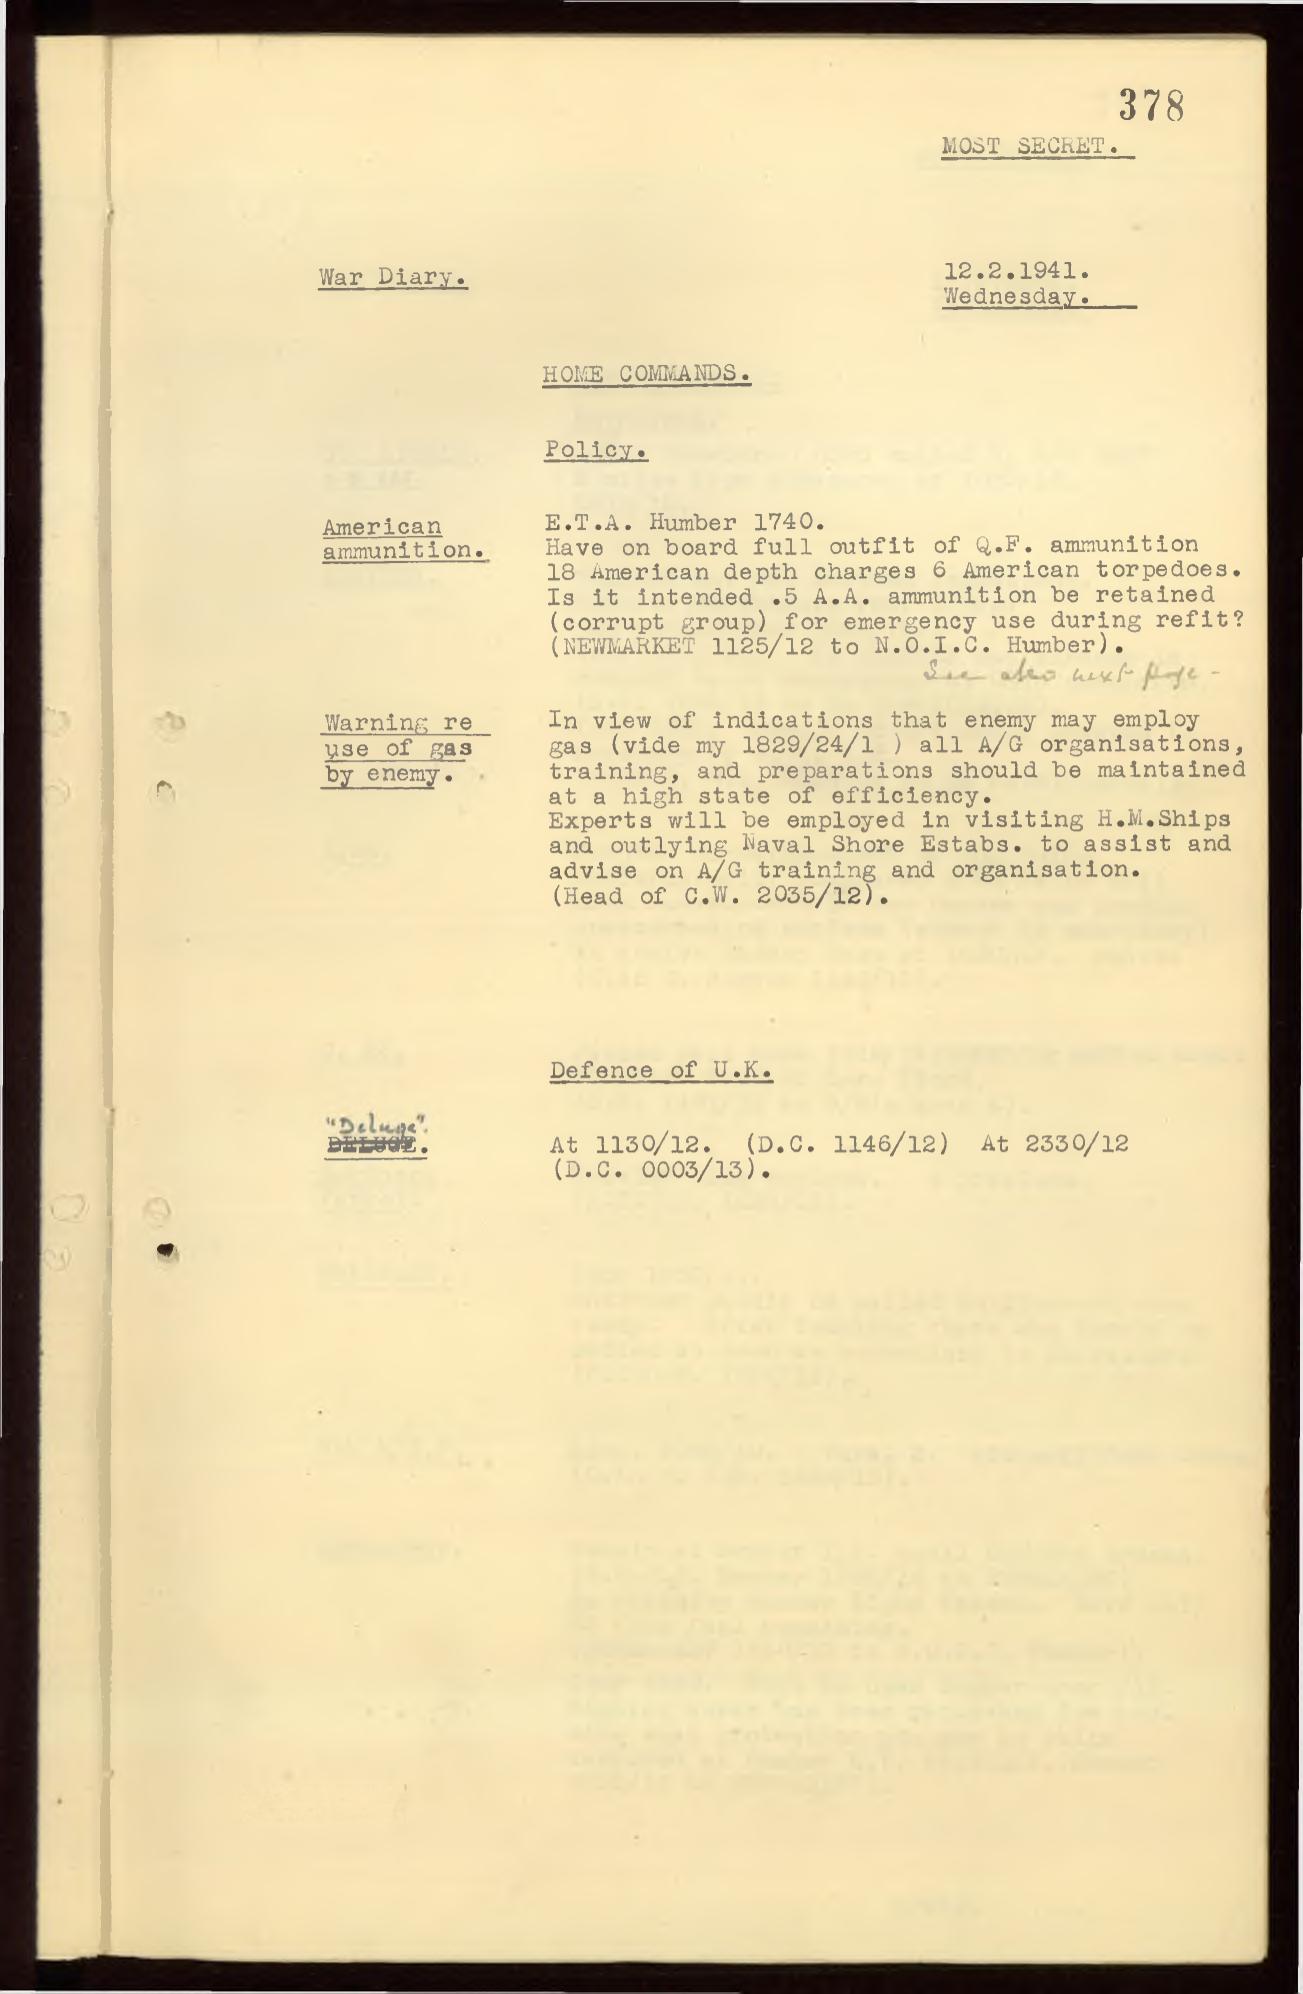 378
MOST SECRET.
War Diary.
12.2.1941.
Wednesday.
HOME COMMANDS.
Policy.
American
ammunition.
E.T.A. Humber 1740.
Have on board full outfit of Q.F. ammunition
18 American depth charges 6 American torpedoes.
Is it intended .5 A.A. ammunition be retained
(corrupt group) for emergency use during refit?
(NEWMARKET 1125/12 to N.O.I.C. Humber).
See also next page -
Warning re
use of gas
by enemy.
In view of indications that enemy may employ
gas (vide my 1829/24/1 ) all A/G organisations,
training, and preparations should be maintained
at a high state of efficiency.
Experts will be employed in visiting H.M.Ships
and outlying Naval Shore Estabs. to assist and
advise on A/G training and organisation.
(Head of C.W. 2035/12).
Defence of U.K.
"Deluge".
DELUGE.
At 1130/12. (D.C. 1146/12) At 2330/12
(D.C. 0003/13).